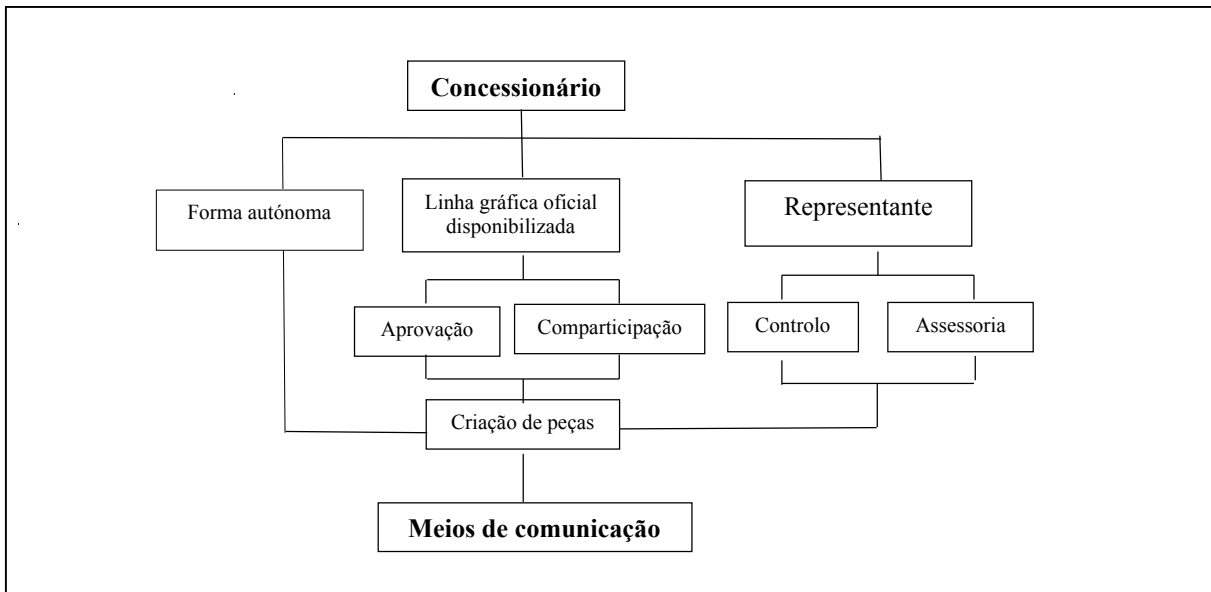 Concessionário
Forma autónoma
Linha gráfica oficial
disponibilizada
Representante
Aprovação
Comparticipação
Controlo
Assessoria
Criação de peças
Meios de comunicação